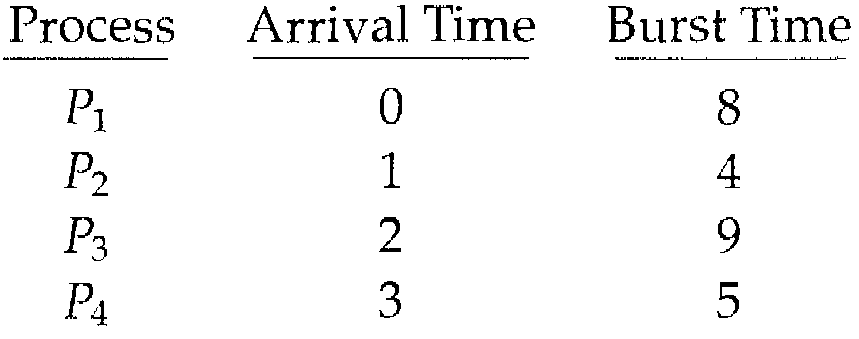 Process Arrival Time Burst Time
P1 0 8
P2 1 4
P3 2 9
P4 3 5